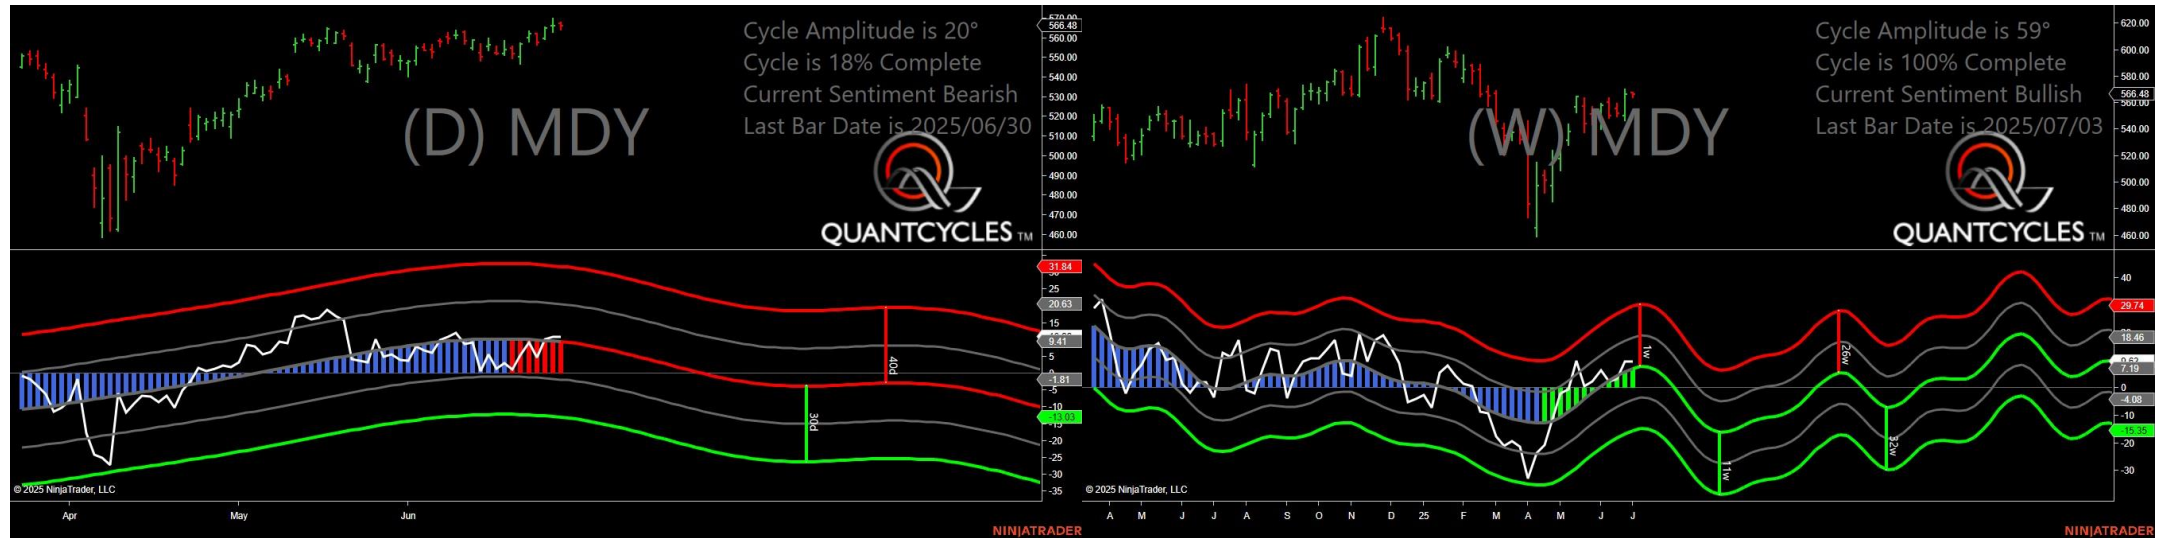 Cycle Amplitude is 20°
Cycle is 18% Complete
Current Sentiment Bearish
Last Bar Date is 2025/06/30
(D) MDY
QUANTCYCLES TM
570.00
566.48
560.00
550.00
540.00
530.00
520.00
510.00
500.00
490.00
480.00
470.00
460.00
31.84
25
20.63
15
9.41
5
-1.81
-5
-10
-13.03
-15
-20
-25
-30
-35
40d
30d
© 2025 NinjaTrader, LLC
Apr May Jun
NINJATRADER
Cycle Amplitude is 59°
Cycle is 100% Complete
Current Sentiment Bullish
Last Bar Date is 2025/07/03
(W) MDY
QUANTCYCLES TM
620.00
600.00
580.00
566.48
560.00
540.00
520.00
500.00
480.00
460.00
40
29.74
18.46
9.63
7.19
0
-4.08
-10
-15.35
-20
-30
1w
26w
11w
32w
© 2025 NinjaTrader, LLC
A M J J A S O N D 25 F M A M J J
NINJATRADER